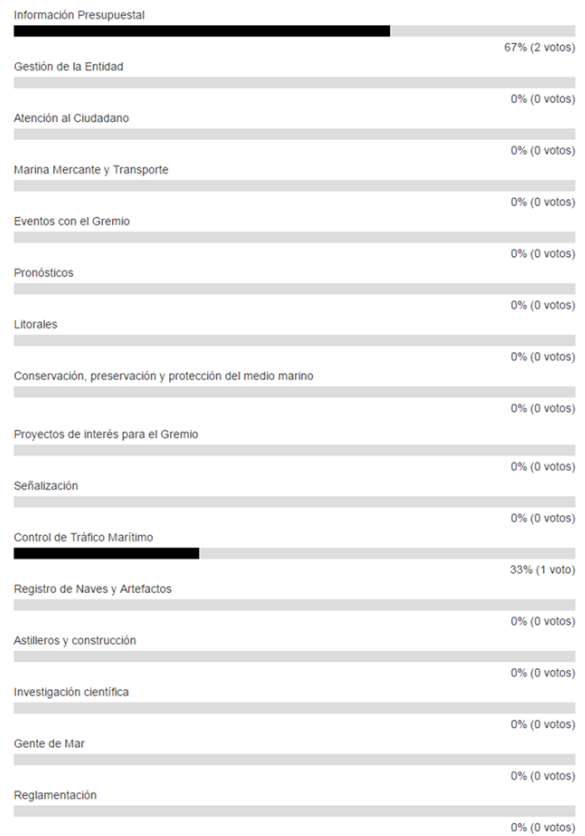 Información Presupuestal
67% (2 votos)
Gestión de la Entidad
0% (0 votos)
Atención al Ciudadano
0% (0 votos)
Marina Mercante y Transporte
0% (0 votos)
Eventos con el Gremio
0% (0 votos)
Pronósticos
0% (0 votos)
Litorales
0% (0 votos)
Conservación, preservación y protección del medio marino
0% (0 votos)
Proyectos de interés para el Gremio
0% (0 votos)
Señalización
0% (0 votos)
Control de Tráfico Marítimo
33% (1 voto)
Registro de Naves y Artefactos
0% (0 votos)
Astilleros y construcción
0% (0 votos)
Investigación científica
0% (0 votos)
Gente de Mar
0% (0 votos)
Reglamentación
0% (0 votos)